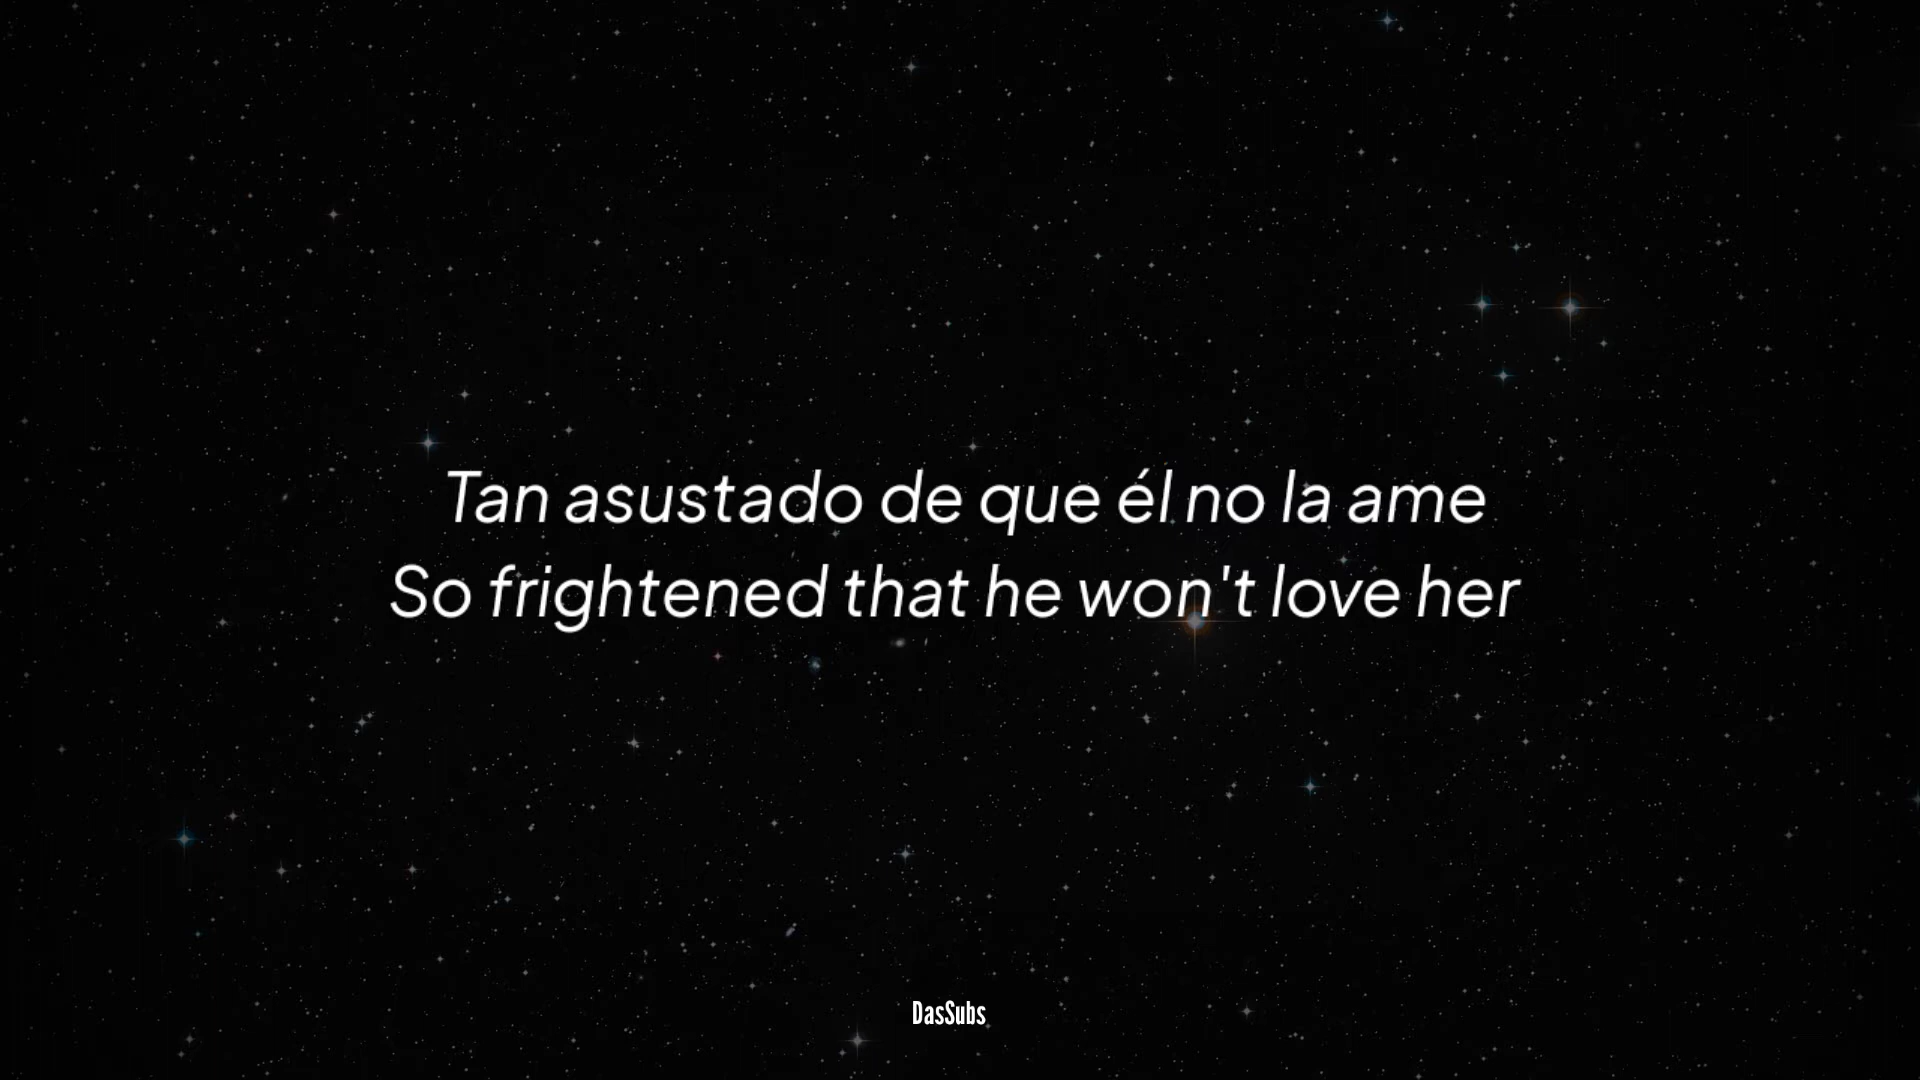 Tan asustado de que él no la ame
So frightened that he won't love her
DasSubs